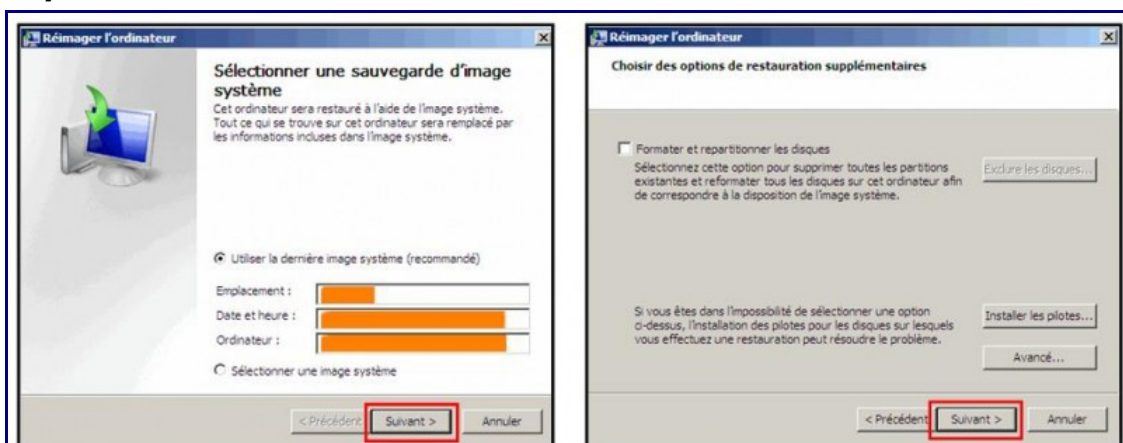 Réimager l'ordinateur
Sélectionner une sauvegarde d'image
système
Cet ordinateur sera restauré à l'aide de l'image système.
Tout ce qui se trouve sur cet ordinateur sera remplacé par
les informations incluses dans l'image système.
Utiliser la dernière image système (recommandé)
Emplacement :
Date et heure :
Ordinateur :
Sélectionner une image système
< Précédent
Suivant >
Annuler
Réimager l'ordinateur
Choisir des options de restauration supplémentaires
Formater et repartitionner les disques
Sélectionnez cette option pour supprimer toutes les partitions
existantes et reformater tous les disques sur cet ordinateur afin
de correspondre à la disposition de l'image système.
Exclure les disques...
Si vous êtes dans l'impossibilité de sélectionner une option
ci-dessus, l'installation des pilotes pour les disques sur lesquels
vous effectuez une restauration peut résoudre le problème.
Installer les pilotes...
Avancé...
< Précédent
Suivant >
Annuler